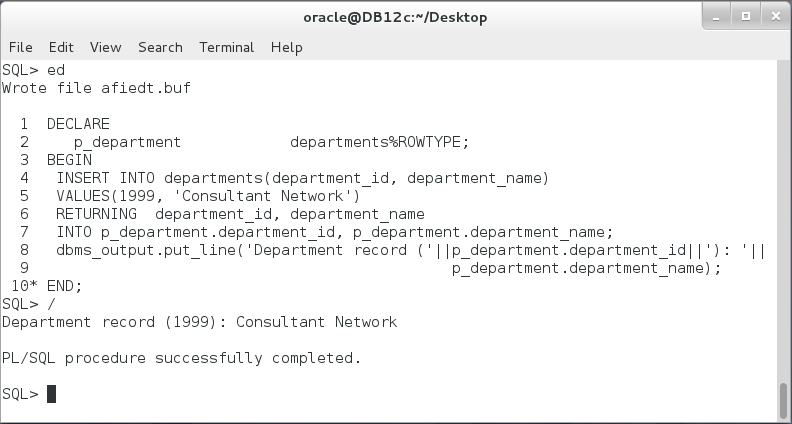 oracle@DB12c:~/Desktop
File Edit View Search Terminal Help
SQL> ed
Wrote file afiedt.buf
1 DECLARE
2 p_department departments%ROWTYPE;
3 BEGIN
4 INSERT INTO departments(department_id, department_name)
5 VALUES(1999, 'Consultant Network')
6 RETURNING department_id, department_name
7 INTO p_department.department_id, p_department.department_name;
8 dbms_output.put_line('Department record ('||p_department.department_id||'): '||
9 p_department.department_name);
10* END;
SQL> /
Department record (1999): Consultant Network
PL/SQL procedure successfully completed.
SQL>